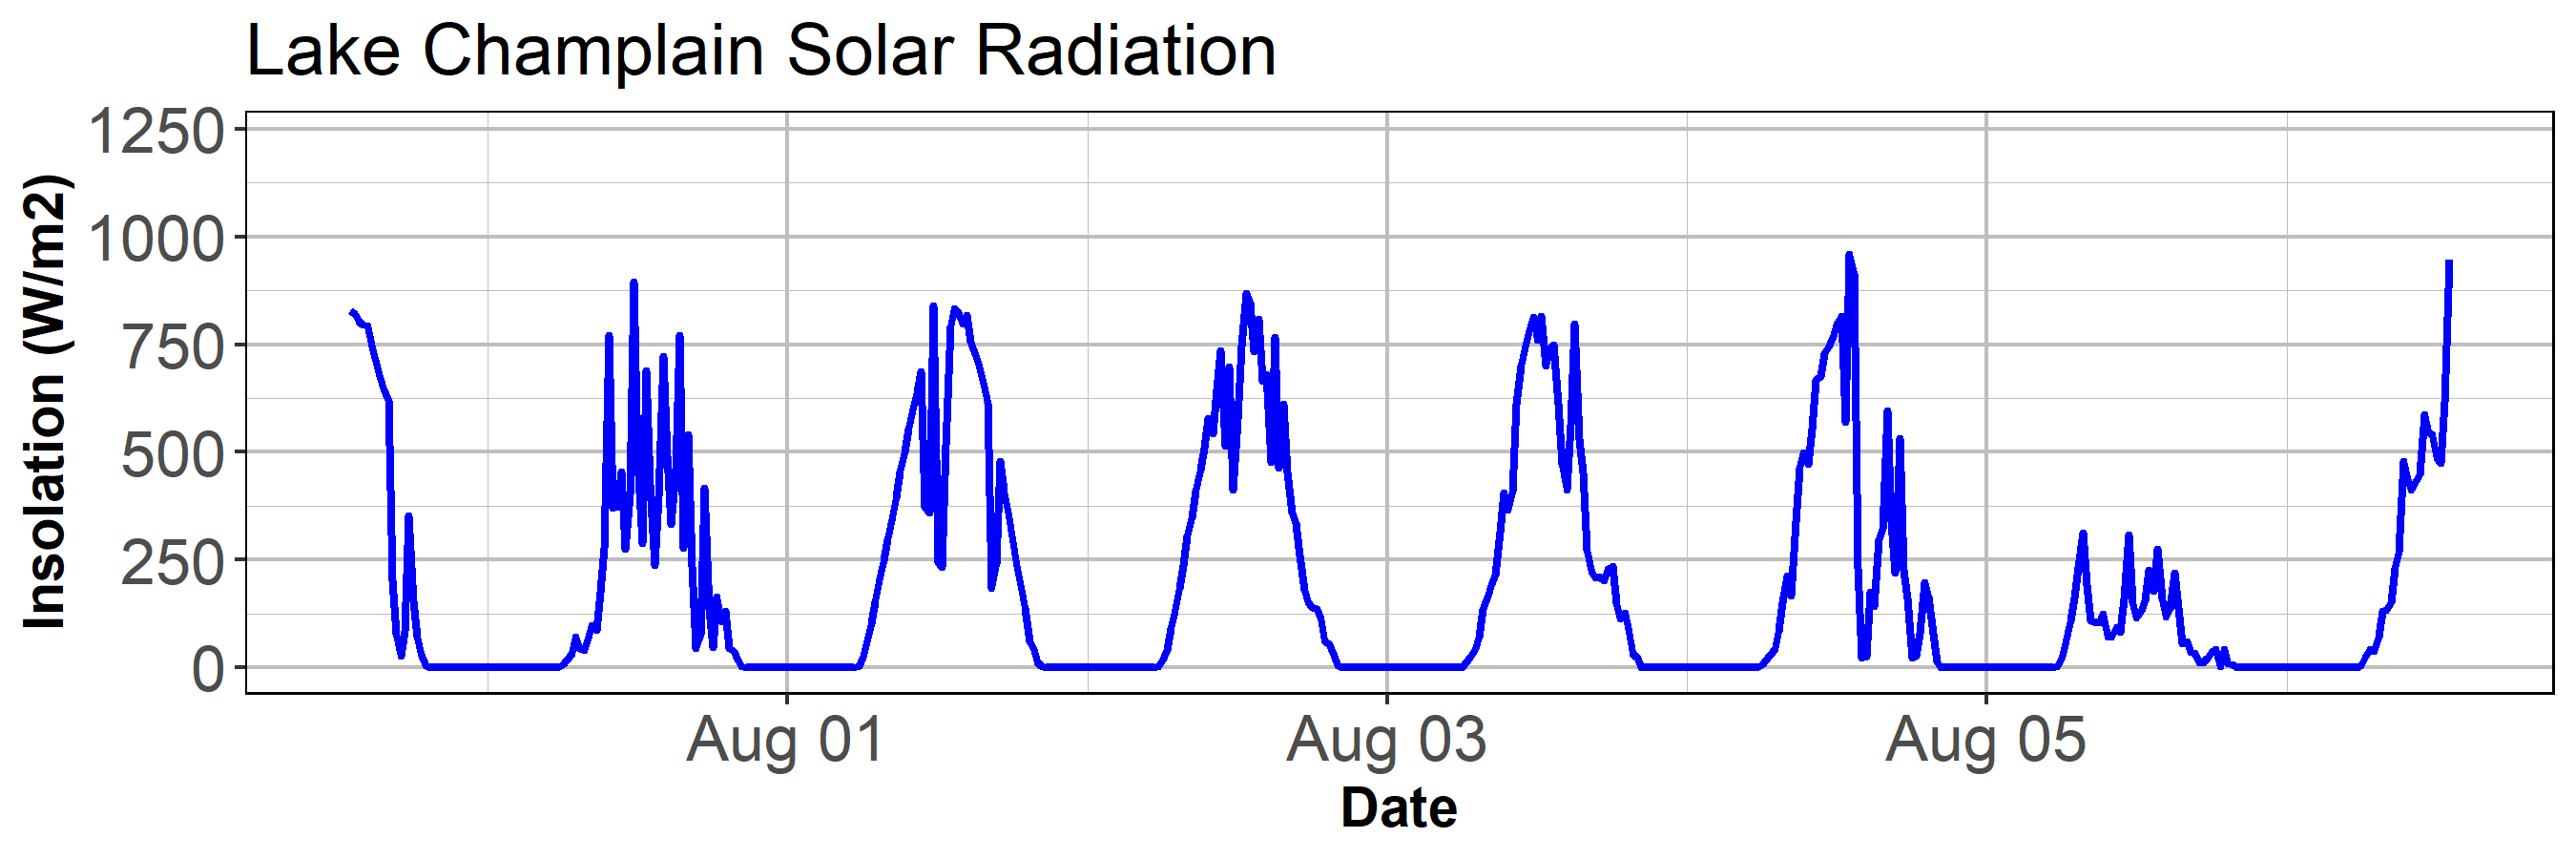 Lake Champlain Solar Radiation
Insolation (W/m2)
1250
1000
750
500
250
0
Aug 01
Aug 03
Aug 05
Date